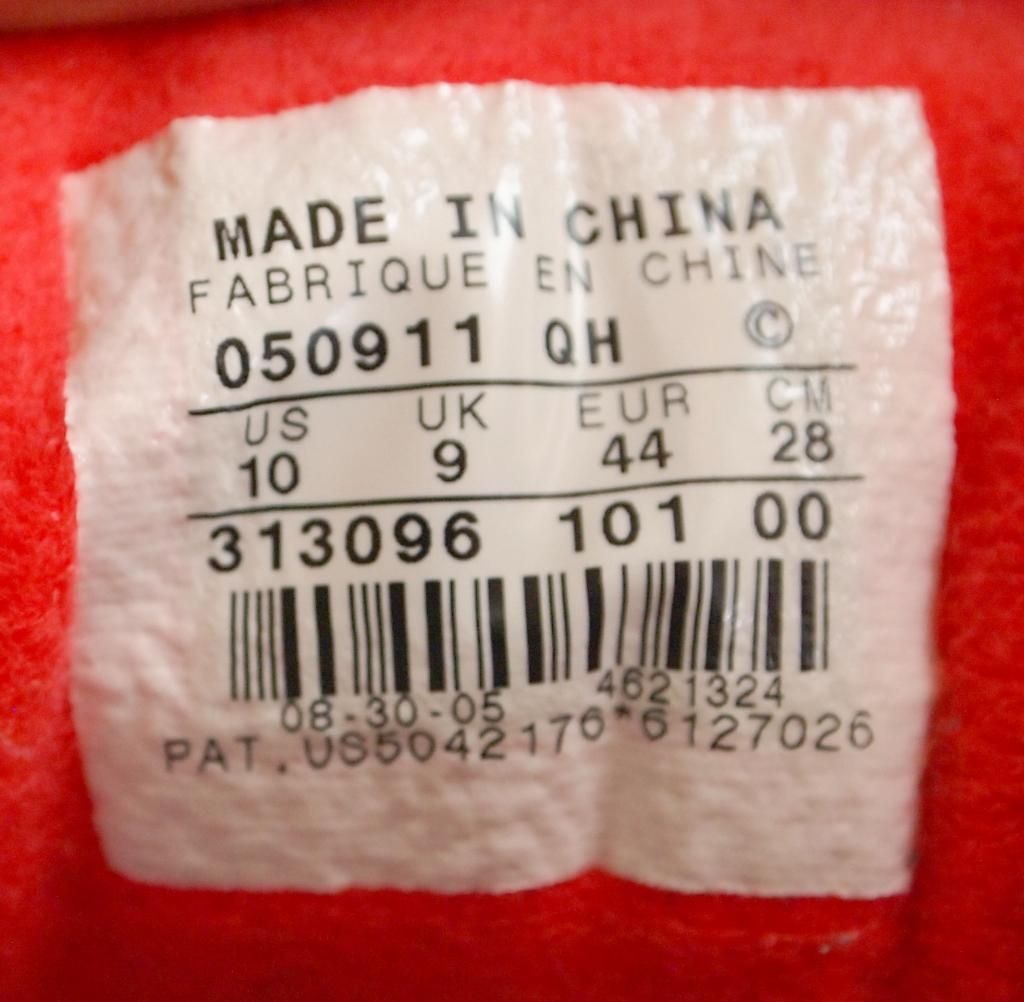 MADE IN CHINA
FABRIQUE EN CHINE
050911 QH ©
US UK EUR CM
10 9 44 28
313096 101 00
08-30-05 4621324
PAT.US5042176*6127026